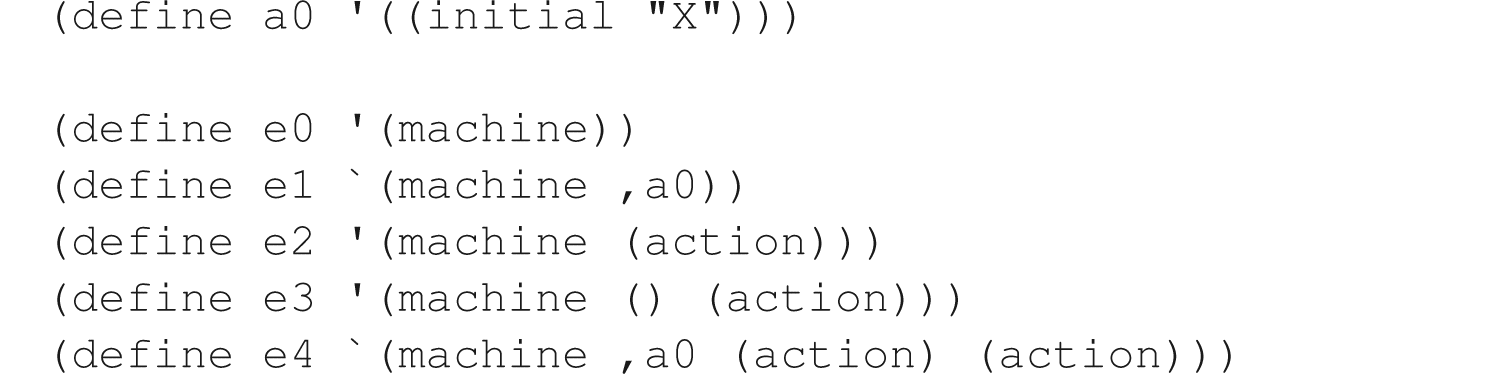 (define a0 '((initial "X")))
(define e0 '(machine))
(define e1 `(machine ,a0))
(define e2 '(machine (action)))
(define e3 '(machine () (action)))
(define e4 `(machine ,a0 (action) (action)))